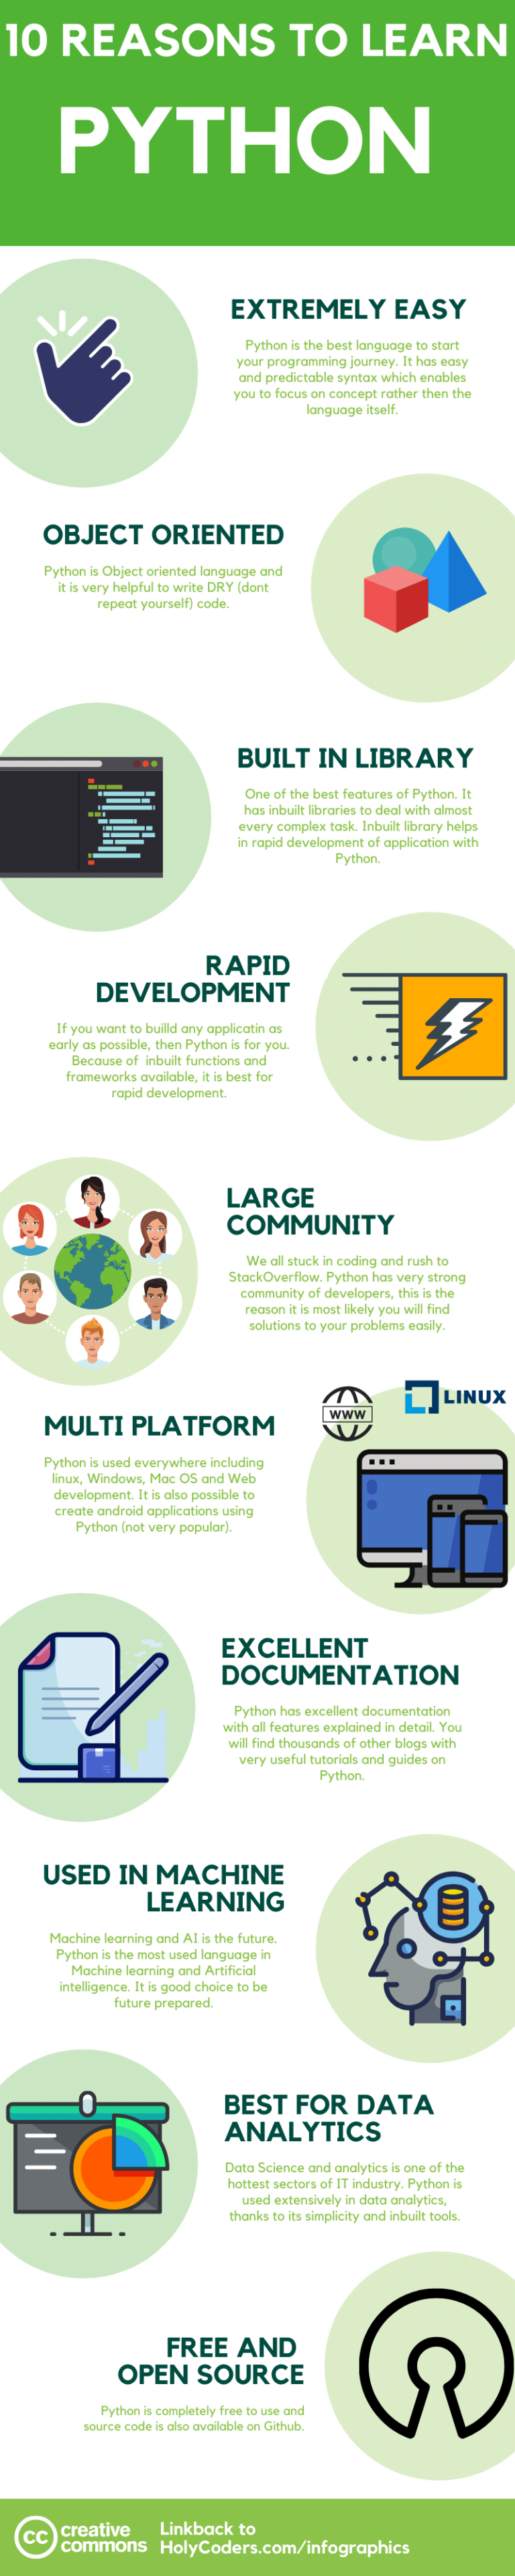 10 REASONS TO LEARN
PYTHON
EXTREMELY EASY
Python is the best language to start
your programming journey. It has easy
and predictable syntax which enables
you to focus on concept rather then the
language itself.
OBJECT ORIENTED
Python is Object oriented language and
it is very helpful to write DRY (dont
repeat yourself) code.
BUILT IN LIBRARY
One of the best features of Python. It
has inbuilt libraries to deal with almost
every complex task. Inbuilt library helps
in rapid development of application with
Python.
RAPID
DEVELOPMENT
If you want to builld any applicatin as
early as possible, then Python is for you.
Because of inbuilt functions and
frameworks available, it is best for
rapid development.
LARGE
COMMUNITY
We all stuck in coding and rush to
StackOverflow. Python has very strong
community of developers, this is the
reason it is most likely you will find
solutions to your problems easily.
WWW
LINUX
MULTI PLATFORM
Python is used everywhere including
linux, Windows, Mac OS and Web
development. It is also possible to
create android applications using
Python (not very popular).
EXCELLENT
DOCUMENTATION
Python has excellent documentation
with all features explained in detail. You
will find thousands of other blogs with
very useful tutorials and guides on
Python.
USED IN MACHINE
LEARNING
Machine learning and AI is the future.
Python is the most used language in
Machine learning and Artificial
intelligence. It is good choice to be
future prepared.
BEST FOR DATA
ANALYTICS
Data Science and analytics is one of the
hottest sectors of IT industry. Python is
used extensively in data analytics,
thanks to its simplicity and inbuilt tools.
FREE AND
OPEN SOURCE
Python is completely free to use and
source code is also available on Github.
cc creative
commons
Linkback to
HolyCoders.com/infographics